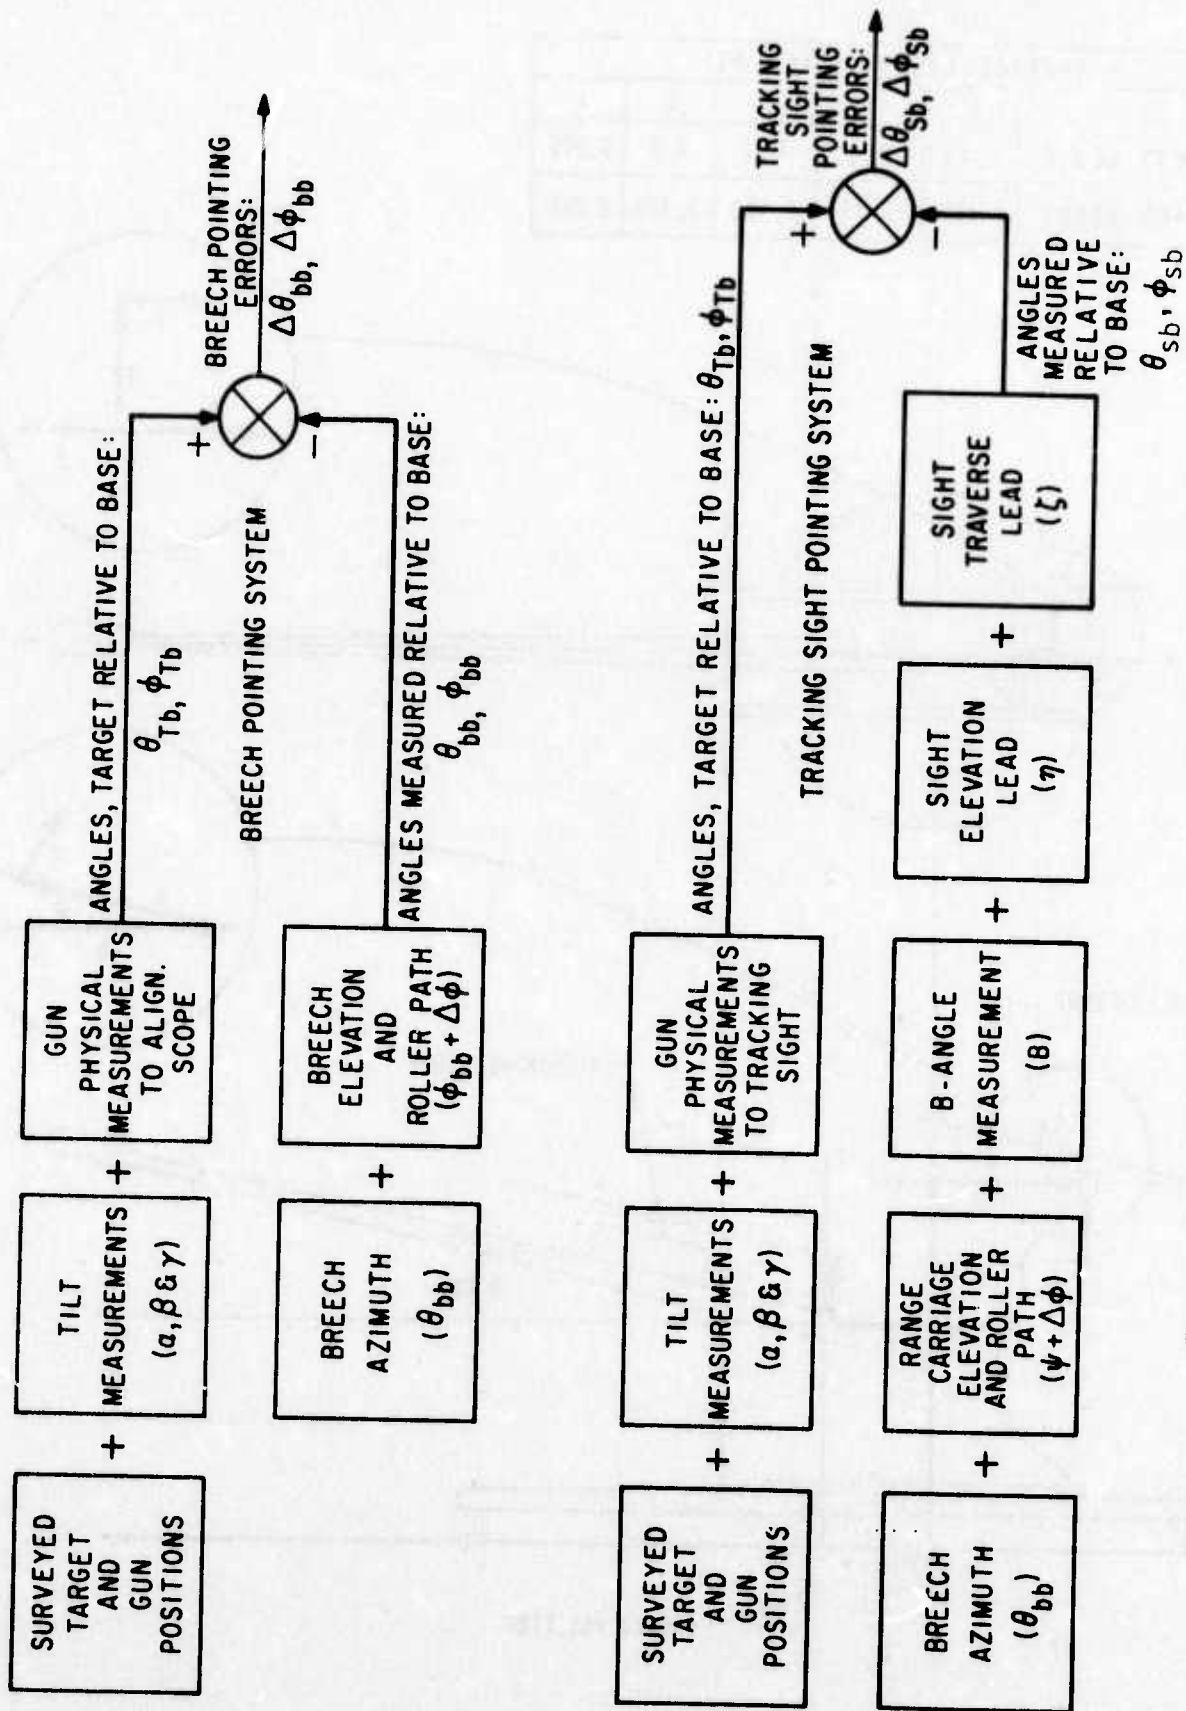 SURVEYED
TARGET
AND
GUN
POSITIONS
+
TILT
MEASUREMENTS
(α, β & γ)
+
GUN
PHYSICAL
MEASUREMENTS
TO ALIGN.
SCOPE
ANGLES, TARGET RELATIVE TO BASE:
θTb, ϕTb
+
BREECH POINTING
ERRORS:
Δθbb, Δϕbb
−
BREECH POINTING SYSTEM
BREECH
AZIMUTH
(θbb)
+
BREECH
ELEVATION
AND
ROLLER PATH
(ϕbb + Δϕ)
ANGLES MEASURED RELATIVE TO BASE:
θbb, ϕbb
SURVEYED
TARGET
AND
GUN
POSITIONS
+
TILT
MEASUREMENTS
(α, β & γ)
+
GUN
PHYSICAL
MEASUREMENTS
TO TRACKING
SIGHT
ANGLES, TARGET RELATIVE TO BASE: θTb, ϕTb
+
TRACKING
SIGHT
POINTING
ERRORS:
ΔθSb, ΔϕSb
−
TRACKING SIGHT POINTING SYSTEM
BREECH
AZIMUTH
(θbb)
+
RANGE
CARRIAGE
ELEVATION
AND ROLLER
PATH
(ψ + Δϕ)
+
B-ANGLE
MEASUREMENT
(B)
+
SIGHT
ELEVATION
LEAD
(η)
+
SIGHT
TRAVERSE
LEAD
(ζ)
ANGLES
MEASURED
RELATIVE
TO BASE:
θsb, ϕsb